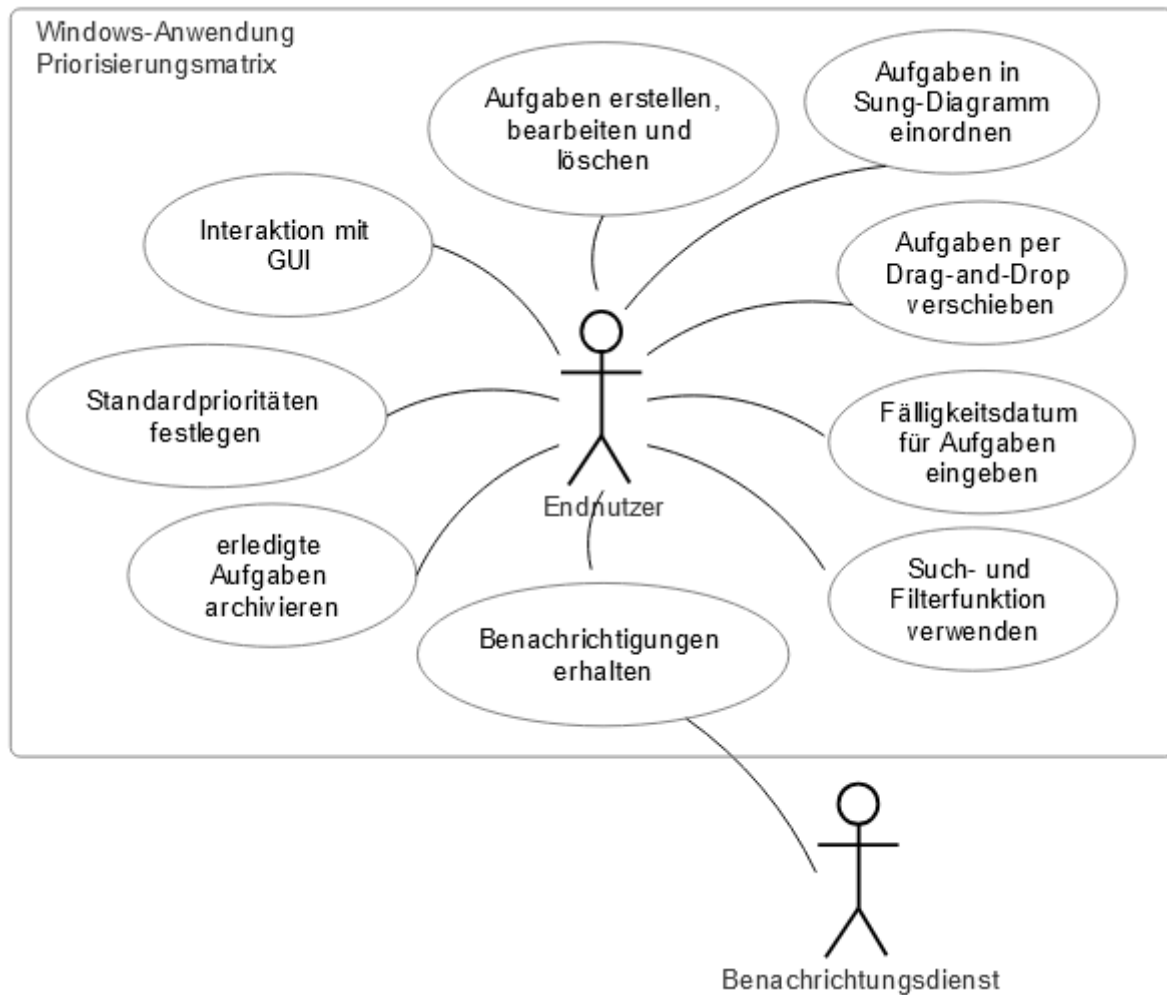 Windows-Anwendung
Priorisierungsmatrix
Aufgaben erstellen,
bearbeiten und
löschen
Aufgaben in
Sung-Diagramm
einordnen
Interaktion mit
GUI
Aufgaben per
Drag-and-Drop
verschieben
Standardprioritäten
festlegen
Fälligkeitsdatum
für Aufgaben
eingeben
Endnutzer
erledigte
Aufgaben
archivieren
Such- und
Filterfunktion
verwenden
Benachrichtigungen
erhalten
Benachrichtungsdienst